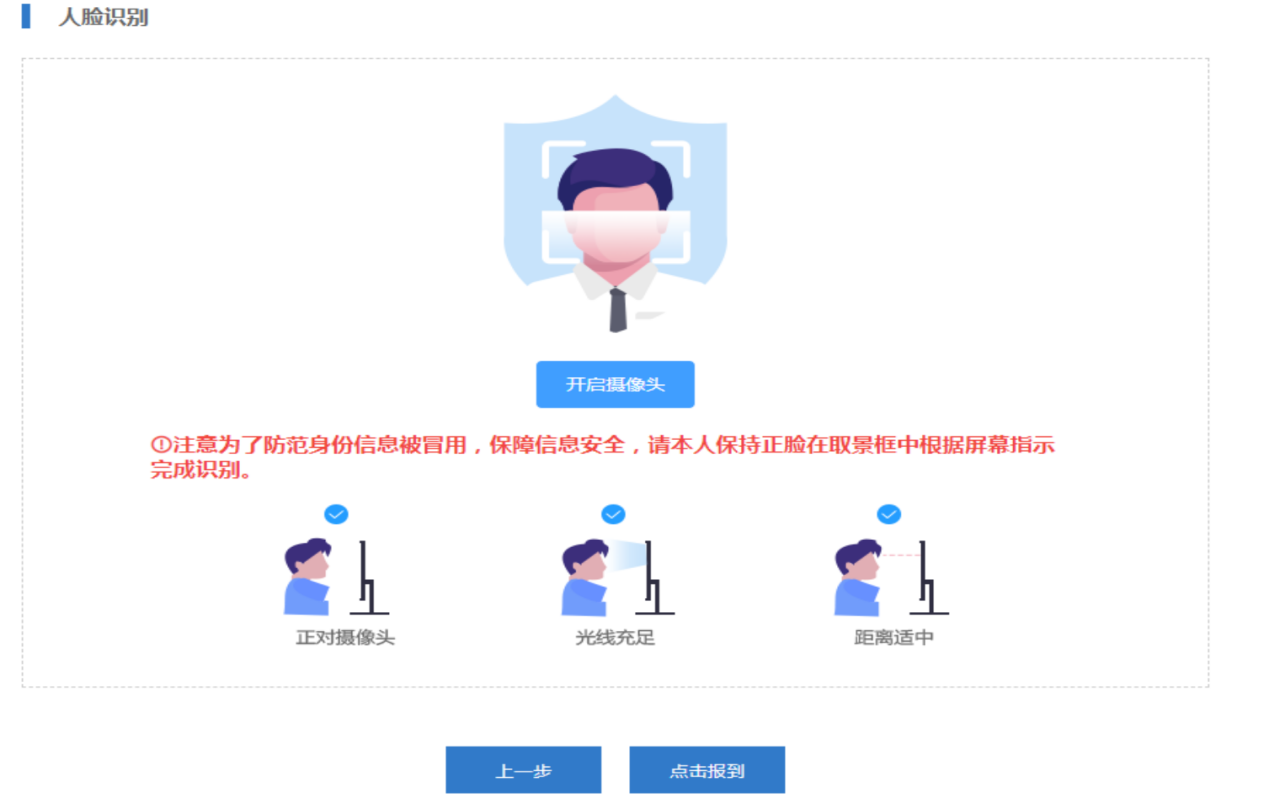 人脸识别
开启摄像头
①注意为了防范身份信息被冒用，保障信息安全，请本人保持正脸在取景框中根据屏幕指示
完成识别。
正对摄像头
光线充足
距离适中
上一步
点击报到